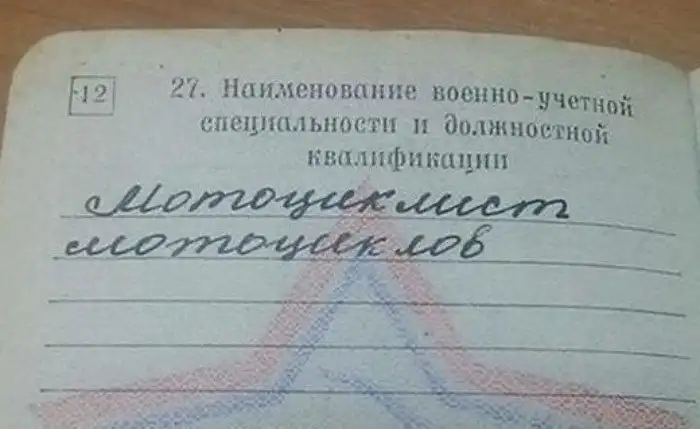 12
27. Наименование военно-учетной
специальности и должностной
квалификации
Мотоциклист
мотоциклов